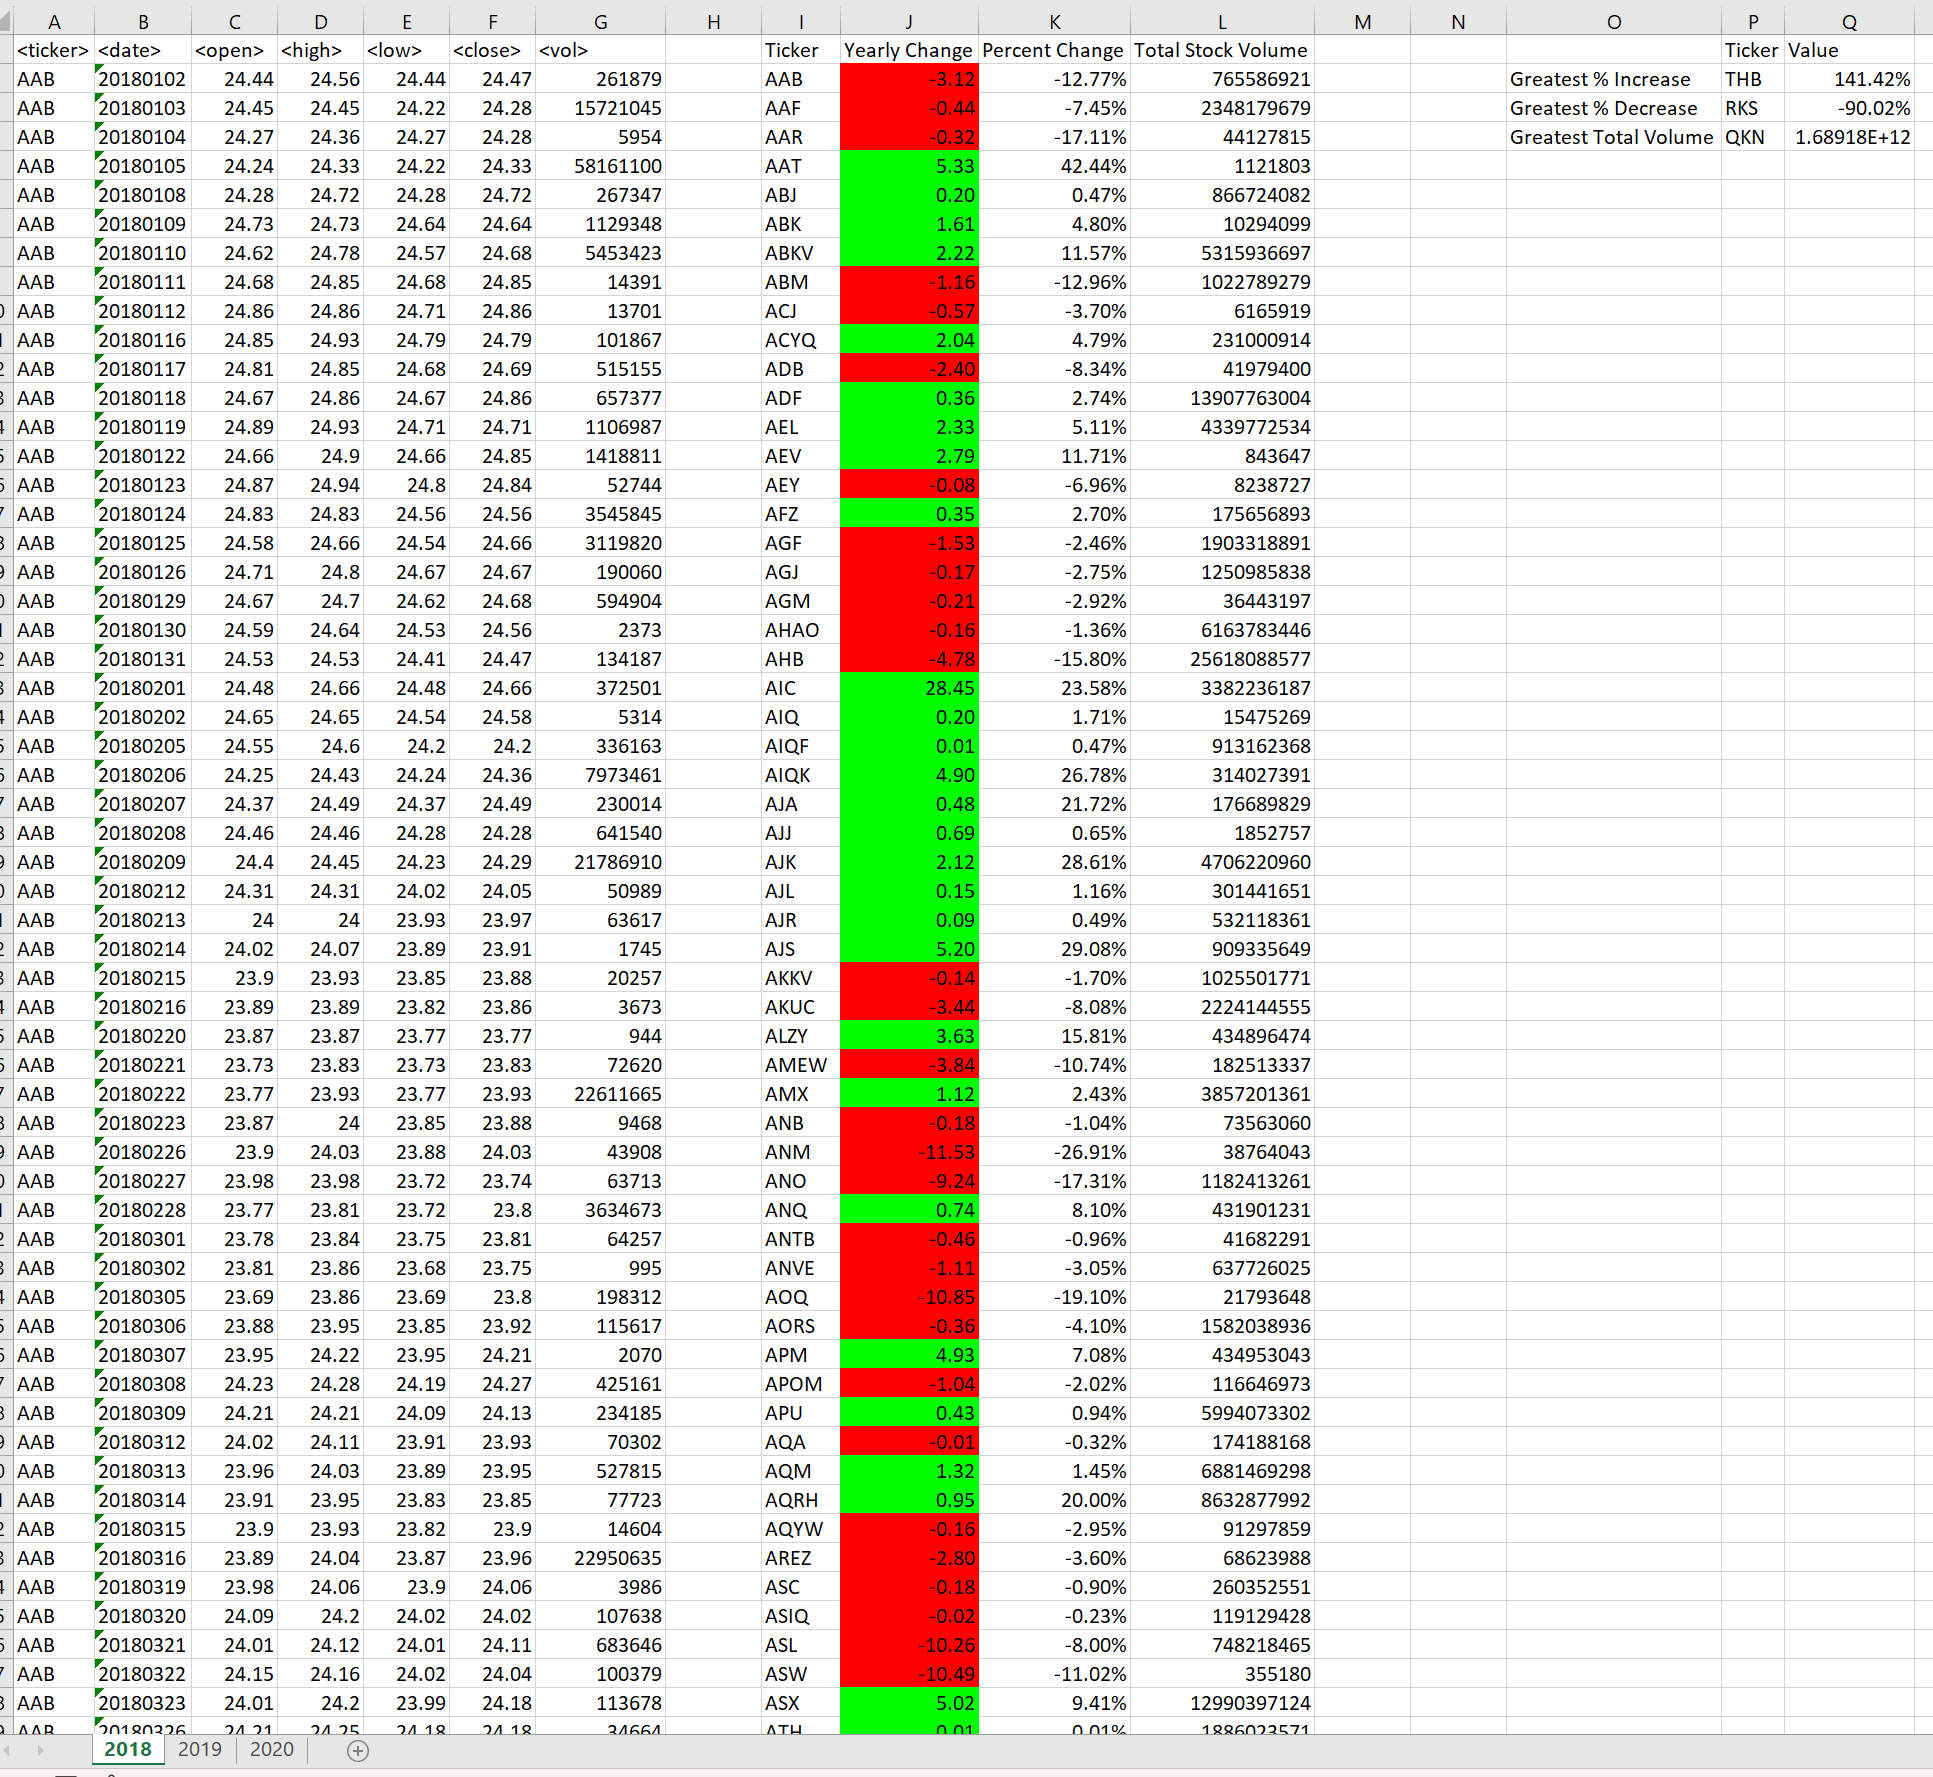 A B C D E F G H I J K L M N O P Q
<ticker> <date> <open> <high> <low> <close> <vol> Ticker Yearly Change Percent Change Total Stock Volume Ticker Value
AAB 20180102 24.44 24.56 24.44 24.47 261879 AAB -3.12 -12.77% 765586921 Greatest % Increase THB 141.42%
AAB 20180103 24.45 24.45 24.22 24.28 15721045 AAF -0.44 -7.45% 2348179679 Greatest % Decrease RKS -90.02%
AAB 20180104 24.27 24.36 24.27 24.28 5954 AAR -0.32 -17.11% 44127815 Greatest Total Volume QKN 1.68918E+12
AAB 20180105 24.24 24.33 24.22 24.33 58161100 AAT 5.33 42.44% 1121803
AAB 20180108 24.28 24.72 24.28 24.72 267347 ABJ 0.20 0.47% 866724082
AAB 20180109 24.73 24.73 24.64 24.64 1129348 ABK 1.61 4.80% 10294099
AAB 20180110 24.62 24.78 24.57 24.68 5453423 ABKV 2.22 11.57% 5315936697
AAB 20180111 24.68 24.85 24.68 24.85 14391 ABM -1.16 -12.96% 1022789279
AAB 20180112 24.86 24.86 24.71 24.86 13701 ACJ -0.57 -3.70% 6165919
AAB 20180116 24.85 24.93 24.79 24.79 101867 ACYQ 2.04 4.79% 231000914
AAB 20180117 24.81 24.85 24.68 24.69 515155 ADB -2.40 -8.34% 41979400
AAB 20180118 24.67 24.86 24.67 24.86 657377 ADF 0.36 2.74% 13907763004
AAB 20180119 24.89 24.93 24.71 24.71 1106987 AEL 2.33 5.11% 4339772534
AAB 20180122 24.66 24.9 24.66 24.85 1418811 AEV 2.79 11.71% 843647
AAB 20180123 24.87 24.94 24.8 24.84 52744 AEY -0.08 -6.96% 8238727
AAB 20180124 24.83 24.83 24.56 24.56 3545845 AFZ 0.35 2.70% 175656893
AAB 20180125 24.58 24.66 24.54 24.66 3119820 AGF -1.53 -2.46% 1903318891
AAB 20180126 24.71 24.8 24.67 24.67 190060 AGJ -0.17 -2.75% 1250985838
AAB 20180129 24.67 24.7 24.62 24.68 594904 AGM -0.21 -2.92% 36443197
AAB 20180130 24.59 24.64 24.53 24.56 2373 AHAO -0.16 -1.36% 6163783446
AAB 20180131 24.53 24.53 24.41 24.47 134187 AHB -4.78 -15.80% 25618088577
AAB 20180201 24.48 24.66 24.48 24.66 372501 AIC 28.45 23.58% 3382236187
AAB 20180202 24.65 24.65 24.54 24.58 5314 AIQ 0.20 1.71% 15475269
AAB 20180205 24.55 24.6 24.2 24.2 336163 AIQF 0.01 0.47% 913162368
AAB 20180206 24.25 24.43 24.24 24.36 7973461 AIQK 4.90 26.78% 314027391
AAB 20180207 24.37 24.49 24.37 24.49 230014 AJA 0.48 21.72% 176689829
AAB 20180208 24.46 24.46 24.28 24.28 641540 AJJ 0.69 0.65% 1852757
AAB 20180209 24.4 24.45 24.23 24.29 21786910 AJK 2.12 28.61% 4706220960
AAB 20180212 24.31 24.31 24.02 24.05 50989 AJL 0.15 1.16% 301441651
AAB 20180213 24 24 23.93 23.97 63617 AJR 0.09 0.49% 532118361
AAB 20180214 24.02 24.07 23.89 23.91 1745 AJS 5.20 29.08% 909335649
AAB 20180215 23.9 23.93 23.85 23.88 20257 AKKV -0.14 -1.70% 1025501771
AAB 20180216 23.89 23.89 23.82 23.86 3673 AKUC -3.44 -8.08% 2224144555
AAB 20180220 23.87 23.87 23.77 23.77 944 ALZY 3.63 15.81% 434896474
AAB 20180221 23.73 23.83 23.73 23.83 72620 AMEW -3.84 -10.74% 182513337
AAB 20180222 23.77 23.93 23.77 23.93 22611665 AMX 1.12 2.43% 3857201361
AAB 20180223 23.87 24 23.85 23.88 9468 ANB -0.18 -1.04% 73563060
AAB 20180226 23.9 24.03 23.88 24.03 43908 ANM -11.53 -26.91% 38764043
AAB 20180227 23.98 23.98 23.72 23.74 63713 ANO -9.24 -17.31% 1182413261
AAB 20180228 23.77 23.81 23.72 23.8 3634673 ANQ 0.74 8.10% 431901231
AAB 20180301 23.78 23.84 23.75 23.81 64257 ANTB -0.46 -0.96% 41682291
AAB 20180302 23.81 23.86 23.68 23.75 995 ANVE -1.11 -3.05% 637726025
AAB 20180305 23.69 23.86 23.69 23.8 198312 AOQ -10.85 -19.10% 21793648
AAB 20180306 23.88 23.95 23.85 23.92 115617 AORS -0.36 -4.10% 1582038936
AAB 20180307 23.95 24.22 23.95 24.21 2070 APM 4.93 7.08% 434953043
AAB 20180308 24.23 24.28 24.19 24.27 425161 APOM -1.04 -2.02% 116646973
AAB 20180309 24.21 24.21 24.09 24.13 234185 APU 0.43 0.94% 5994073302
AAB 20180312 24.02 24.11 23.91 23.93 70302 AQA -0.01 -0.32% 174188168
AAB 20180313 23.96 24.03 23.89 23.95 527815 AQM 1.32 1.45% 6881469298
AAB 20180314 23.91 23.95 23.83 23.85 77723 AQRH 0.95 20.00% 8632877992
AAB 20180315 23.9 23.93 23.82 23.9 14604 AQYW -0.16 -2.95% 91297859
AAB 20180316 23.89 24.04 23.87 23.96 22950635 AREZ -2.80 -3.60% 68623988
AAB 20180319 23.98 24.06 23.9 24.06 3986 ASC -0.18 -0.90% 260352551
AAB 20180320 24.09 24.2 24.02 24.02 107638 ASIQ -0.02 -0.23% 119129428
AAB 20180321 24.01 24.12 24.01 24.11 683646 ASL -10.26 -8.00% 748218465
AAB 20180322 24.15 24.16 24.02 24.04 100379 ASW -10.49 -11.02% 355180
AAB 20180323 24.01 24.2 23.99 24.18 113678 ASX 5.02 9.41% 12990397124
AAB 20180326 24.21 24.25 24.18 24.18 34664 ATH 0.01 0.01% 1886023571
2018 2019 2020